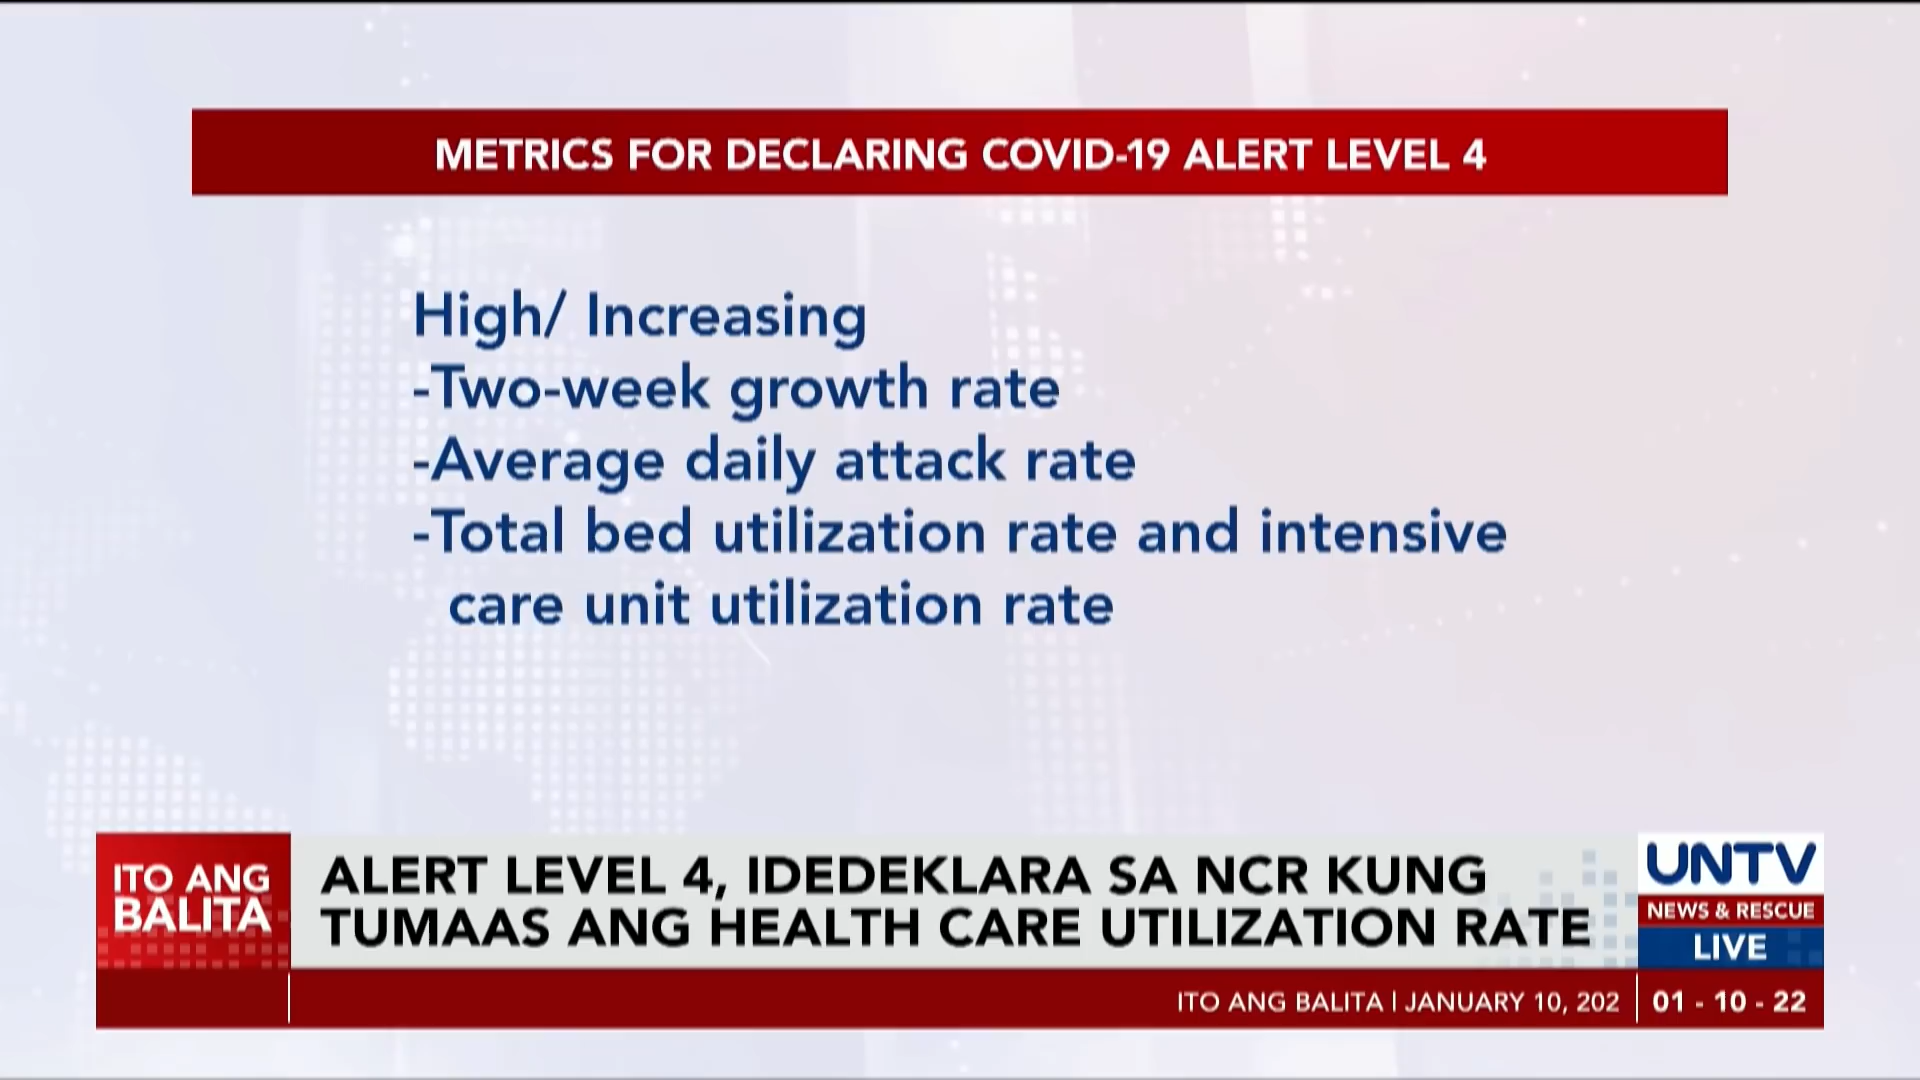 METRICS FOR DECLARING COVID-19 ALERT LEVEL 4
High/ Increasing
-Two-week growth rate
-Average daily attack rate
-Total bed utilization rate and intensive
care unit utilization rate
ITO ANG
BALITA
ALERT LEVEL 4, IDEDEKLARA SA NCR KUNG
TUMAAS ANG HEALTH CARE UTILIZATION RATE
UNTV
NEWS & RESCUE
LIVE
ITO ANG BALITA | JANUARY 10, 202
01 - 10 - 22